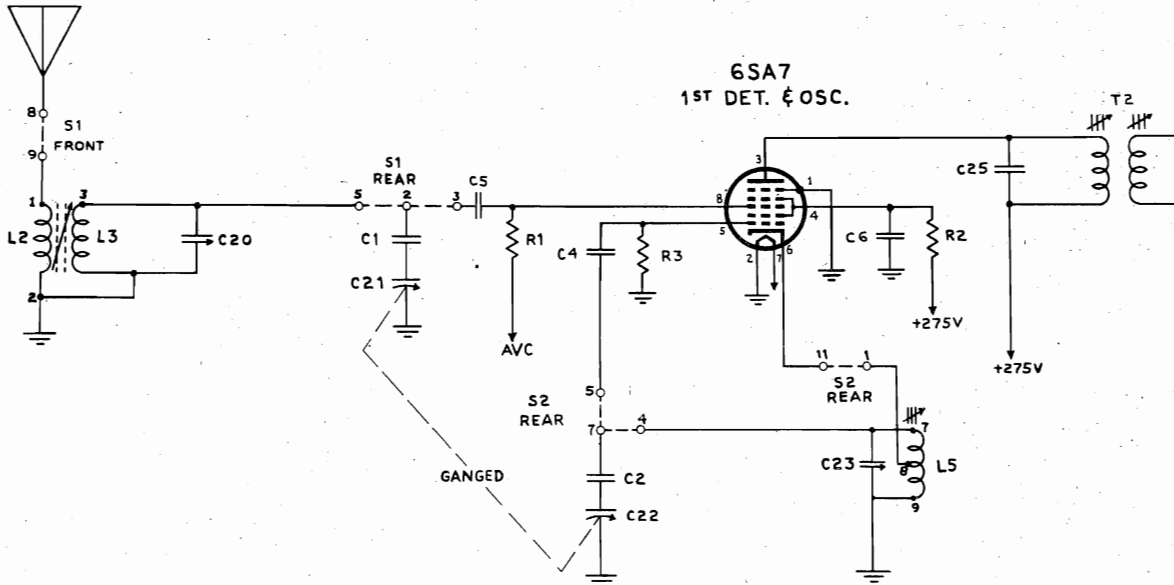 6SA7
1ST DET. & OSC.
T2
8
S1
FRONT
9
1
3
L2
L3
C20
2
S1
REAR
5
2
3
C5
C1
C21
R1
AVC
C4
R3
3
1
8
4
5
2
7
6
C6
R2
+275V
C25
+275V
11
1
S2
REAR
5
S2
REAR
7
4
GANGED
C2
C22
C23
7
8
L5
9